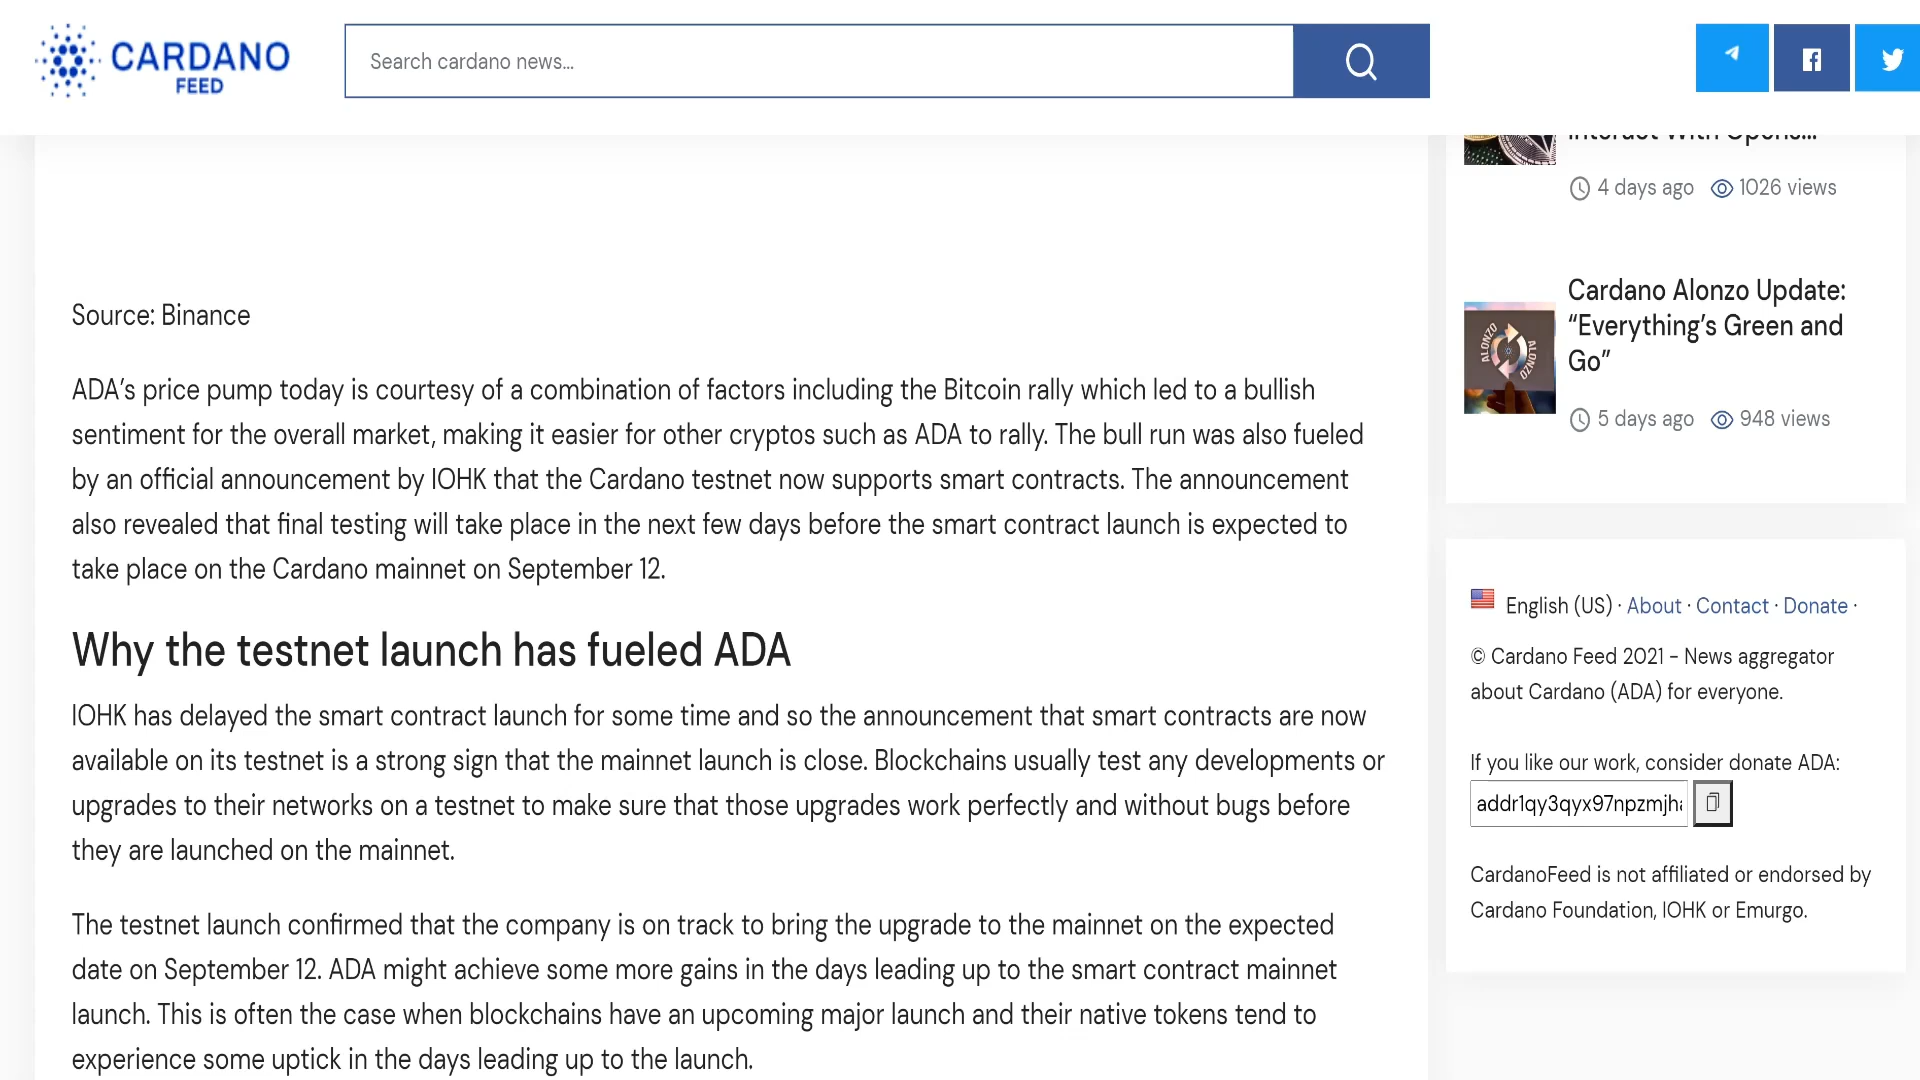 CARDANO
FEED
Search cardano news...
4 days ago 1026 views
Cardano Alonzo Update:
“Everything’s Green and
Go”
5 days ago 948 views
ALONZO
ALONZO
Source: Binance
ADA’s price pump today is courtesy of a combination of factors including the Bitcoin rally which led to a bullish
sentiment for the overall market, making it easier for other cryptos such as ADA to rally. The bull run was also fueled
by an official announcement by IOHK that the Cardano testnet now supports smart contracts. The announcement
also revealed that final testing will take place in the next few days before the smart contract launch is expected to
take place on the Cardano mainnet on September 12.
Why the testnet launch has fueled ADA
IOHK has delayed the smart contract launch for some time and so the announcement that smart contracts are now
available on its testnet is a strong sign that the mainnet launch is close. Blockchains usually test any developments or
upgrades to their networks on a testnet to make sure that those upgrades work perfectly and without bugs before
they are launched on the mainnet.
The testnet launch confirmed that the company is on track to bring the upgrade to the mainnet on the expected
date on September 12. ADA might achieve some more gains in the days leading up to the smart contract mainnet
launch. This is often the case when blockchains have an upcoming major launch and their native tokens tend to
experience some uptick in the days leading up to the launch.
English (US) · About · Contact · Donate ·
© Cardano Feed 2021 - News aggregator
about Cardano (ADA) for everyone.
If you like our work, consider donate ADA:
addr1qy3qyx97npzmjh
CardanoFeed is not affiliated or endorsed by
Cardano Foundation, IOHK or Emurgo.